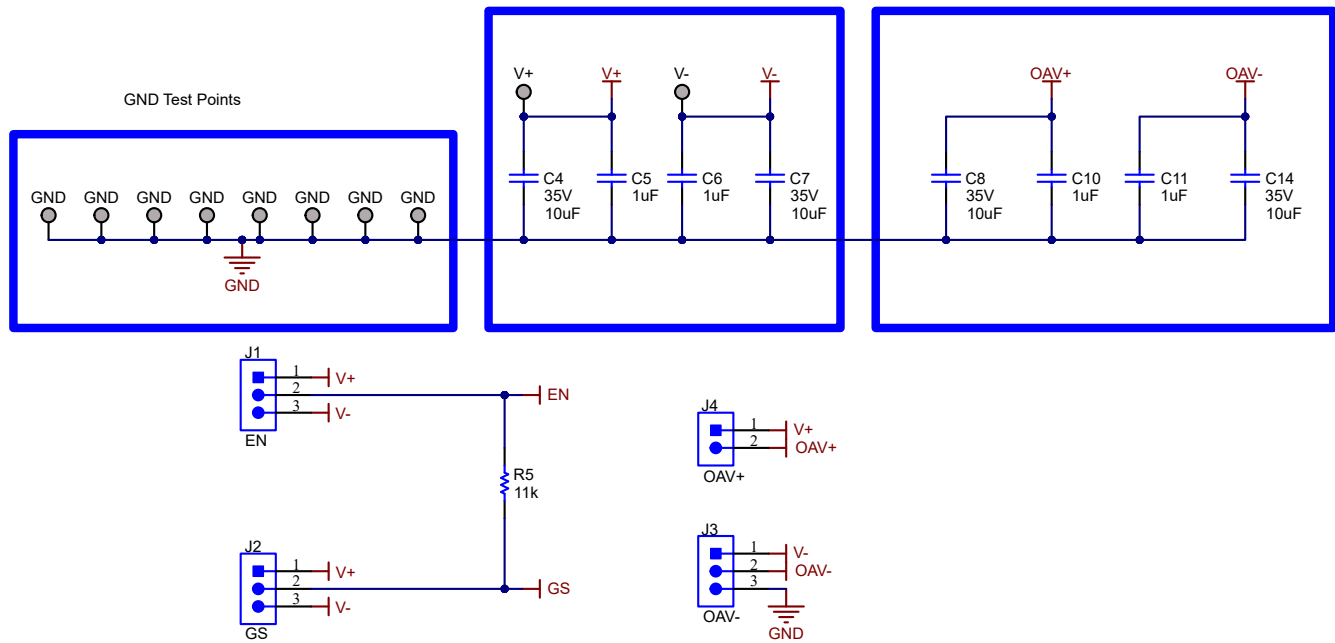 GND Test Points
GND GND GND GND GND GND GND GND
GND
V+ V+ V- V-
C4
35V
10uF
C5
1uF
C6
1uF
C7
35V
10uF
OAV+ OAV-
C8
35V
10uF
C10
1uF
C11
1uF
C14
35V
10uF
J1
1 V+
2
3 V-
EN
EN
R5
11k
J2
1 V+
2
3 V-
GS
GS
J4
1 V+
2 OAV+
OAV+
J3
1 V-
2 OAV-
3
OAV-
GND